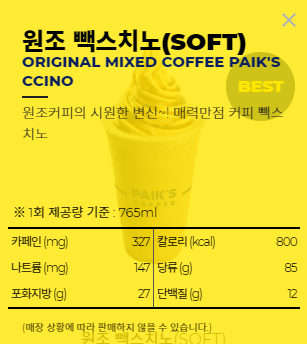 원조 빽스치노(SOFT)
ORIGINAL MIXED COFFEE PAIK'S
CCINO
BEST
원조커피의 시원한 변신~! 매력만점 커피 빽스
치노
PAIK'S
COFFEE
※ 1회 제공량 기준 : 765ml
카페인 (mg) 327 칼로리 (kcal) 800
나트륨 (mg) 147 당류 (g) 85
포화지방 (g) 27 단백질 (g) 12
(매장 상황에 따라 판매하지 않을 수 있습니다.)
원조 빽스치노(SOFT)